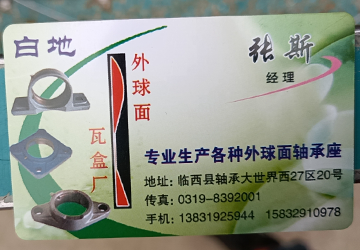 白地
外球面
瓦盒厂
张斯
经理
专业生产各种外球面轴承座
地址: 临西县轴承大世界西27区20号
传真: 0319-8392001
手机: 13831925944 15832910978